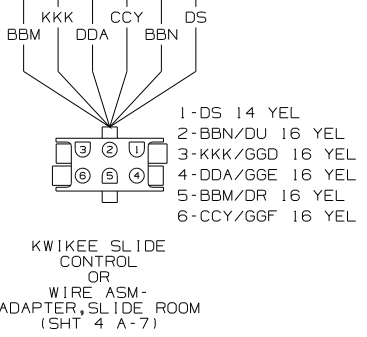 KKK CCY DS
BBM DDA BBN
3 2 1
6 5 4
1-DS 14 YEL
2-BBN/DU 16 YEL
3-KKK/GGD 16 YEL
4-DDA/GGE 16 YEL
5-BBM/DR 16 YEL
6-CCY/GGF 16 YEL
KWIKEE SLIDE
CONTROL
OR
WIRE ASM-
ADAPTER,SLIDE ROOM
(SHT 4 A-7)